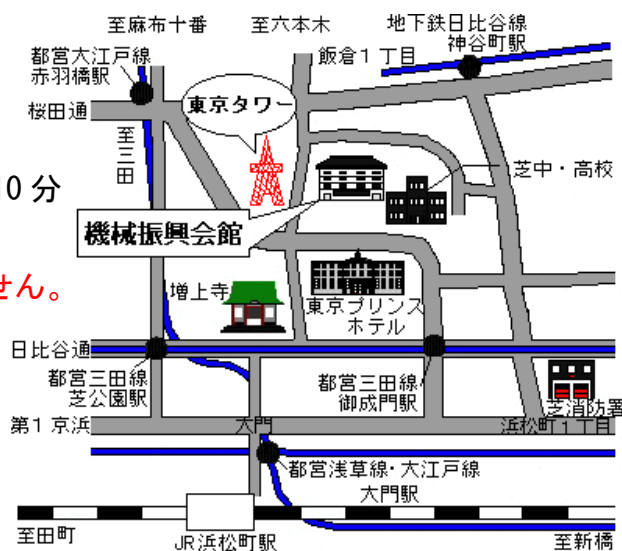 至麻布十番
至六本木
地下鉄日比谷線
神谷町駅
都営大江戸線
赤羽橋駅
飯倉1丁目
桜田通
東京タワー
至三田
10分
芝中・高校
機械振興会館
せん。
増上寺
東京プリンス
ホテル
日比谷通
都営三田線
芝公園駅
都営三田線
御成門駅
芝消防署
第1京浜
大門
浜松町1丁目
都営浅草線・大江戸線
大門駅
至田町
JR浜松町駅
至新橋